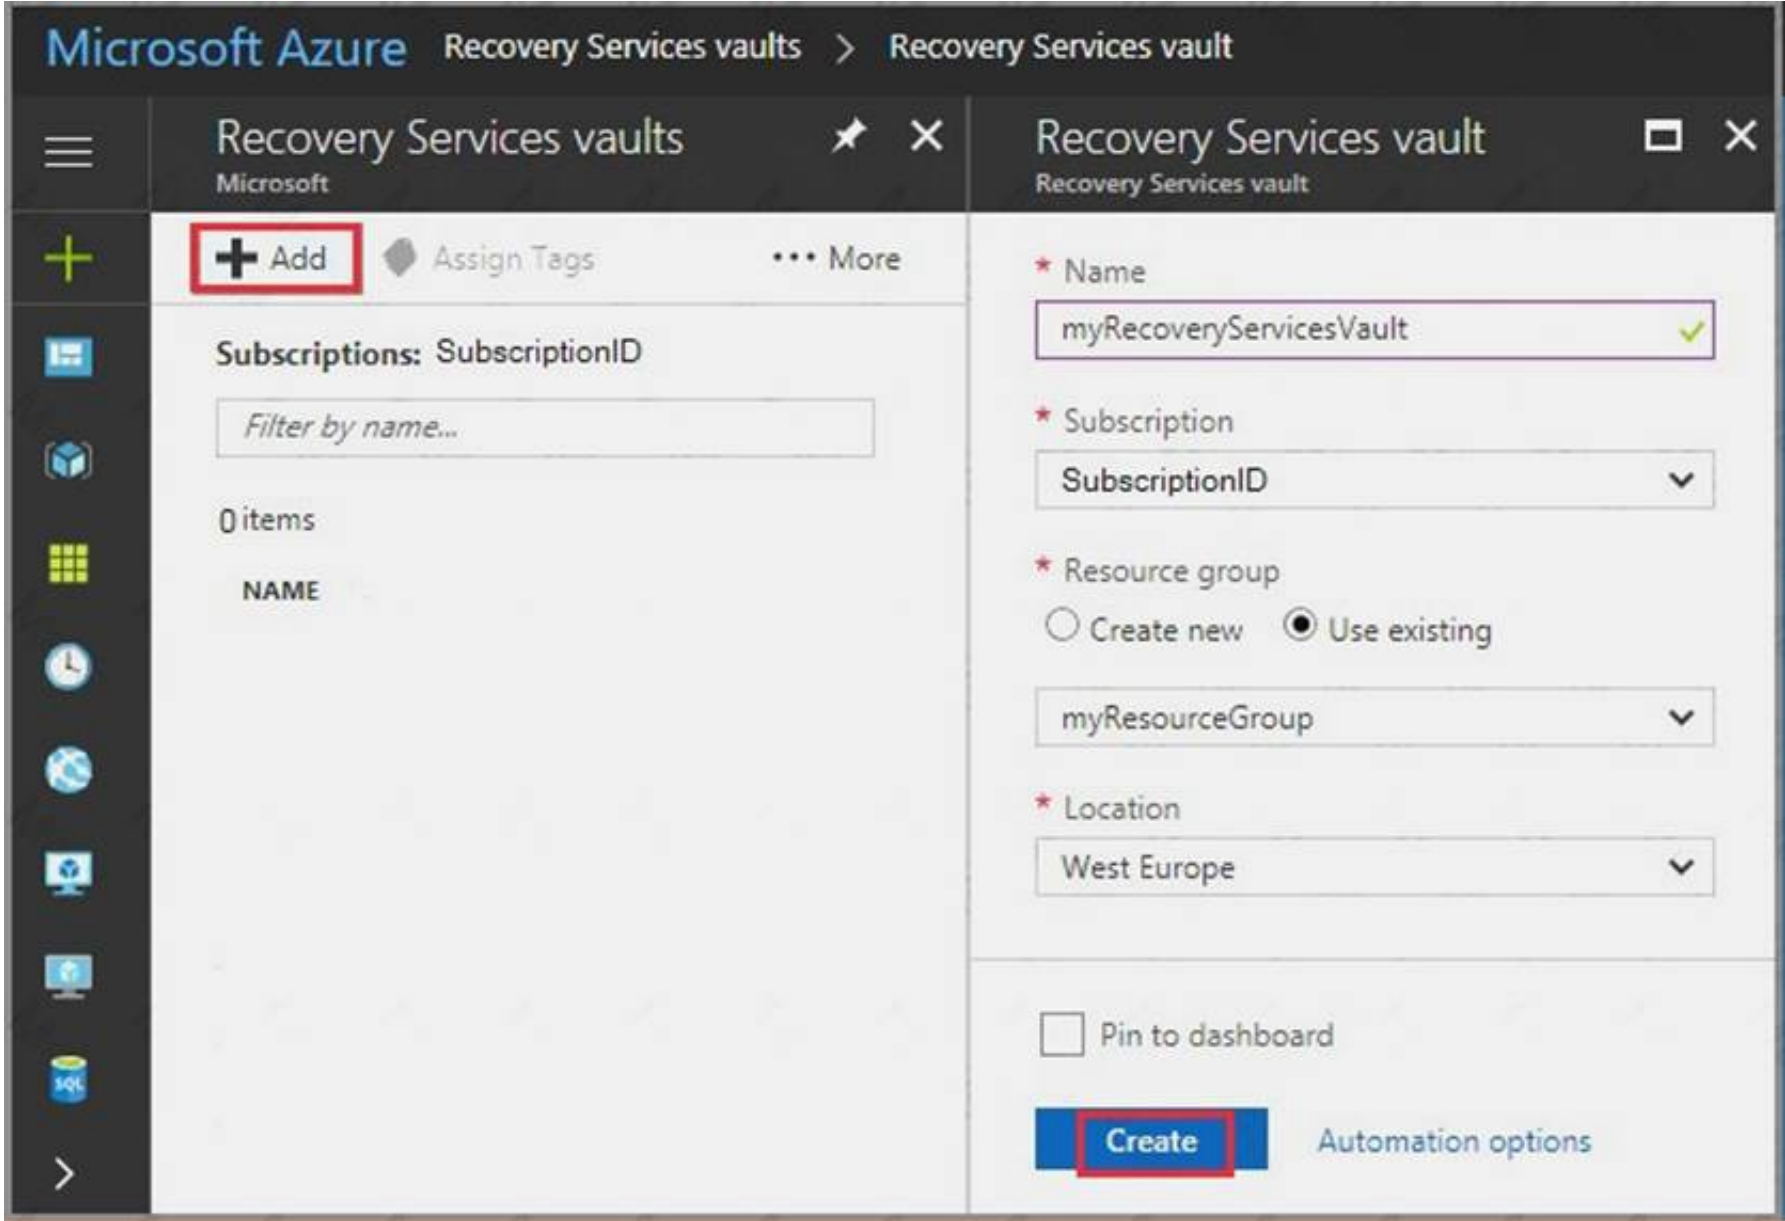 Microsoft Azure Recovery Services vaults > Recovery Services vault
Recovery Services vaults
Microsoft
Add Assign Tags ••• More
Subscriptions: SubscriptionID
Filter by name...
0 items
NAME
SQL
Recovery Services vault
Recovery Services vault
* Name
myRecoveryServicesVault
* Subscription
SubscriptionID
* Resource group
Create new Use existing
myResourceGroup
* Location
West Europe
Pin to dashboard
Create Automation options